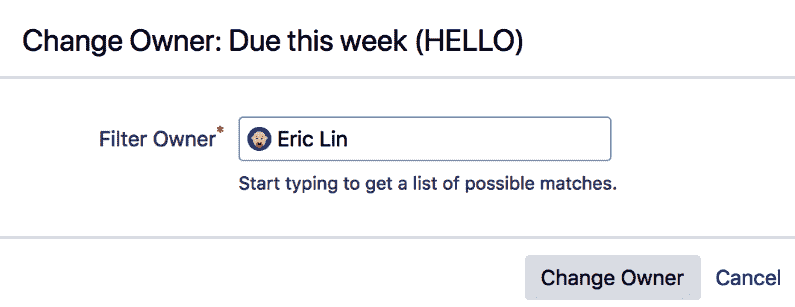 Change Owner: Due this week (HELLO)
Filter Owner* Eric Lin
Start typing to get a list of possible matches.
Change Owner Cancel